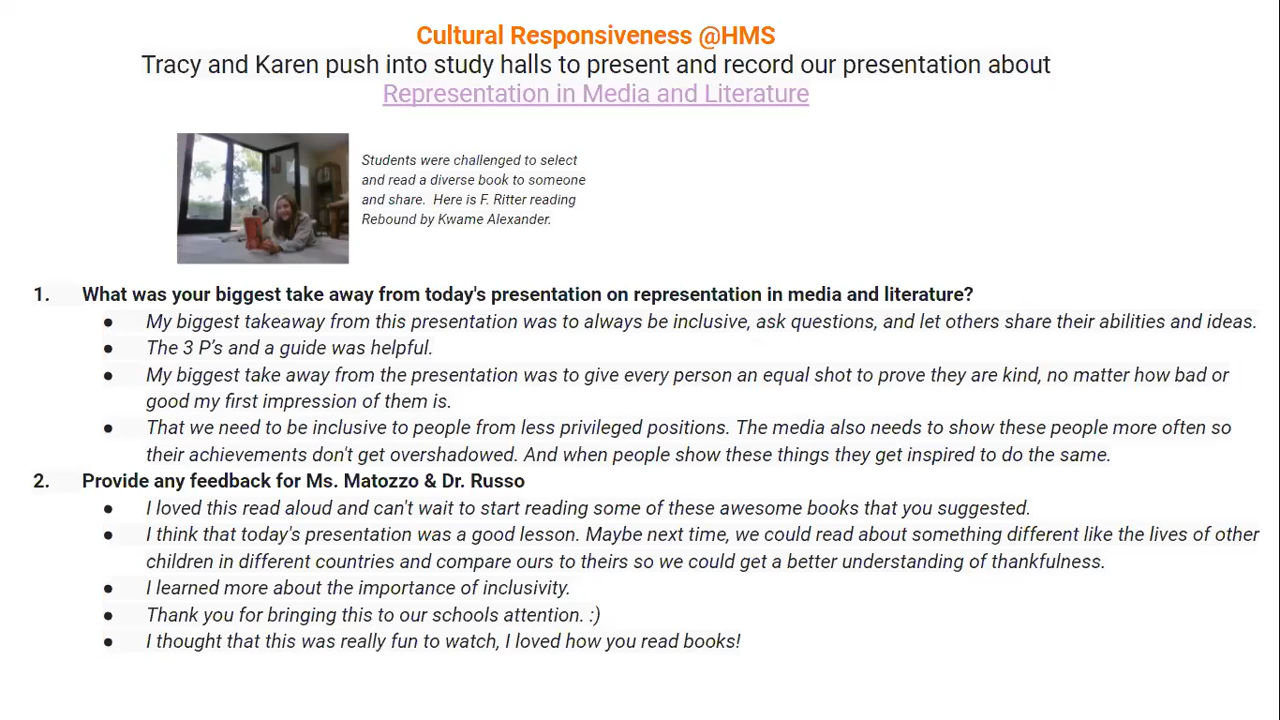 Cultural Responsiveness @HMS
Tracy and Karen push into study halls to present and record our presentation about
Representation in Media and Literature
Students were challenged to select
and read a diverse book to someone
and share. Here is F. Ritter reading
Rebound by Kwame Alexander.
1. What was your biggest take away from today's presentation on representation in media and literature?
● My biggest takeaway from this presentation was to always be inclusive, ask questions, and let others share their abilities and ideas.
● The 3 P's and a guide was helpful.
● My biggest take away from the presentation was to give every person an equal shot to prove they are kind, no matter how bad or
good my first impression of them is.
● That we need to be inclusive to people from less privileged positions. The media also needs to show these people more often so
their achievements don't get overshadowed. And when people show these things they get inspired to do the same.
2. Provide any feedback for Ms. Matozzo & Dr. Russo
● I loved this read aloud and can't wait to start reading some of these awesome books that you suggested.
● I think that today's presentation was a good lesson. Maybe next time, we could read about something different like the lives of other
children in different countries and compare ours to theirs so we could get a better understanding of thankfulness.
● I learned more about the importance of inclusivity.
● Thank you for bringing this to our schools attention. :)
● I thought that this was really fun to watch, I loved how you read books!